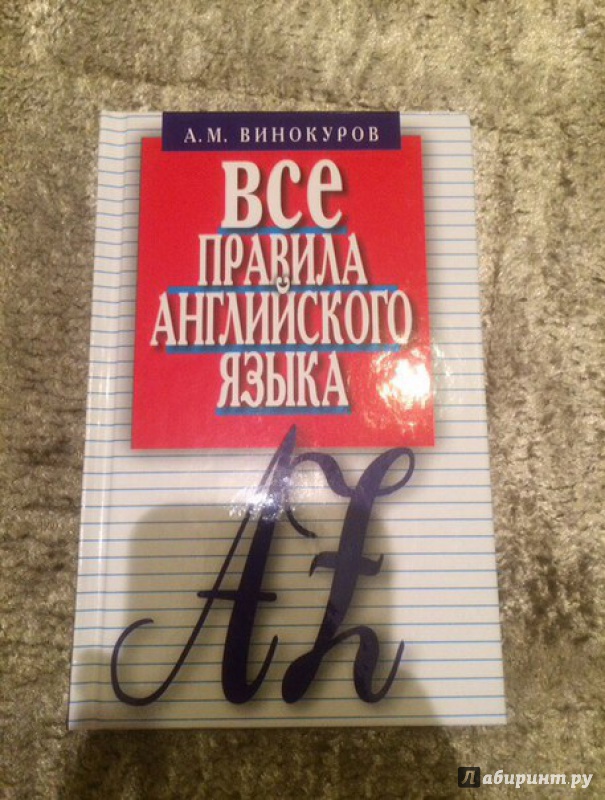 А.М. ВИНОКУРОВ
ВСЕ
ПРАВИЛА
АНГЛИЙСКОГО
ЯЗЫКА
AZ
Лабиринт.ру